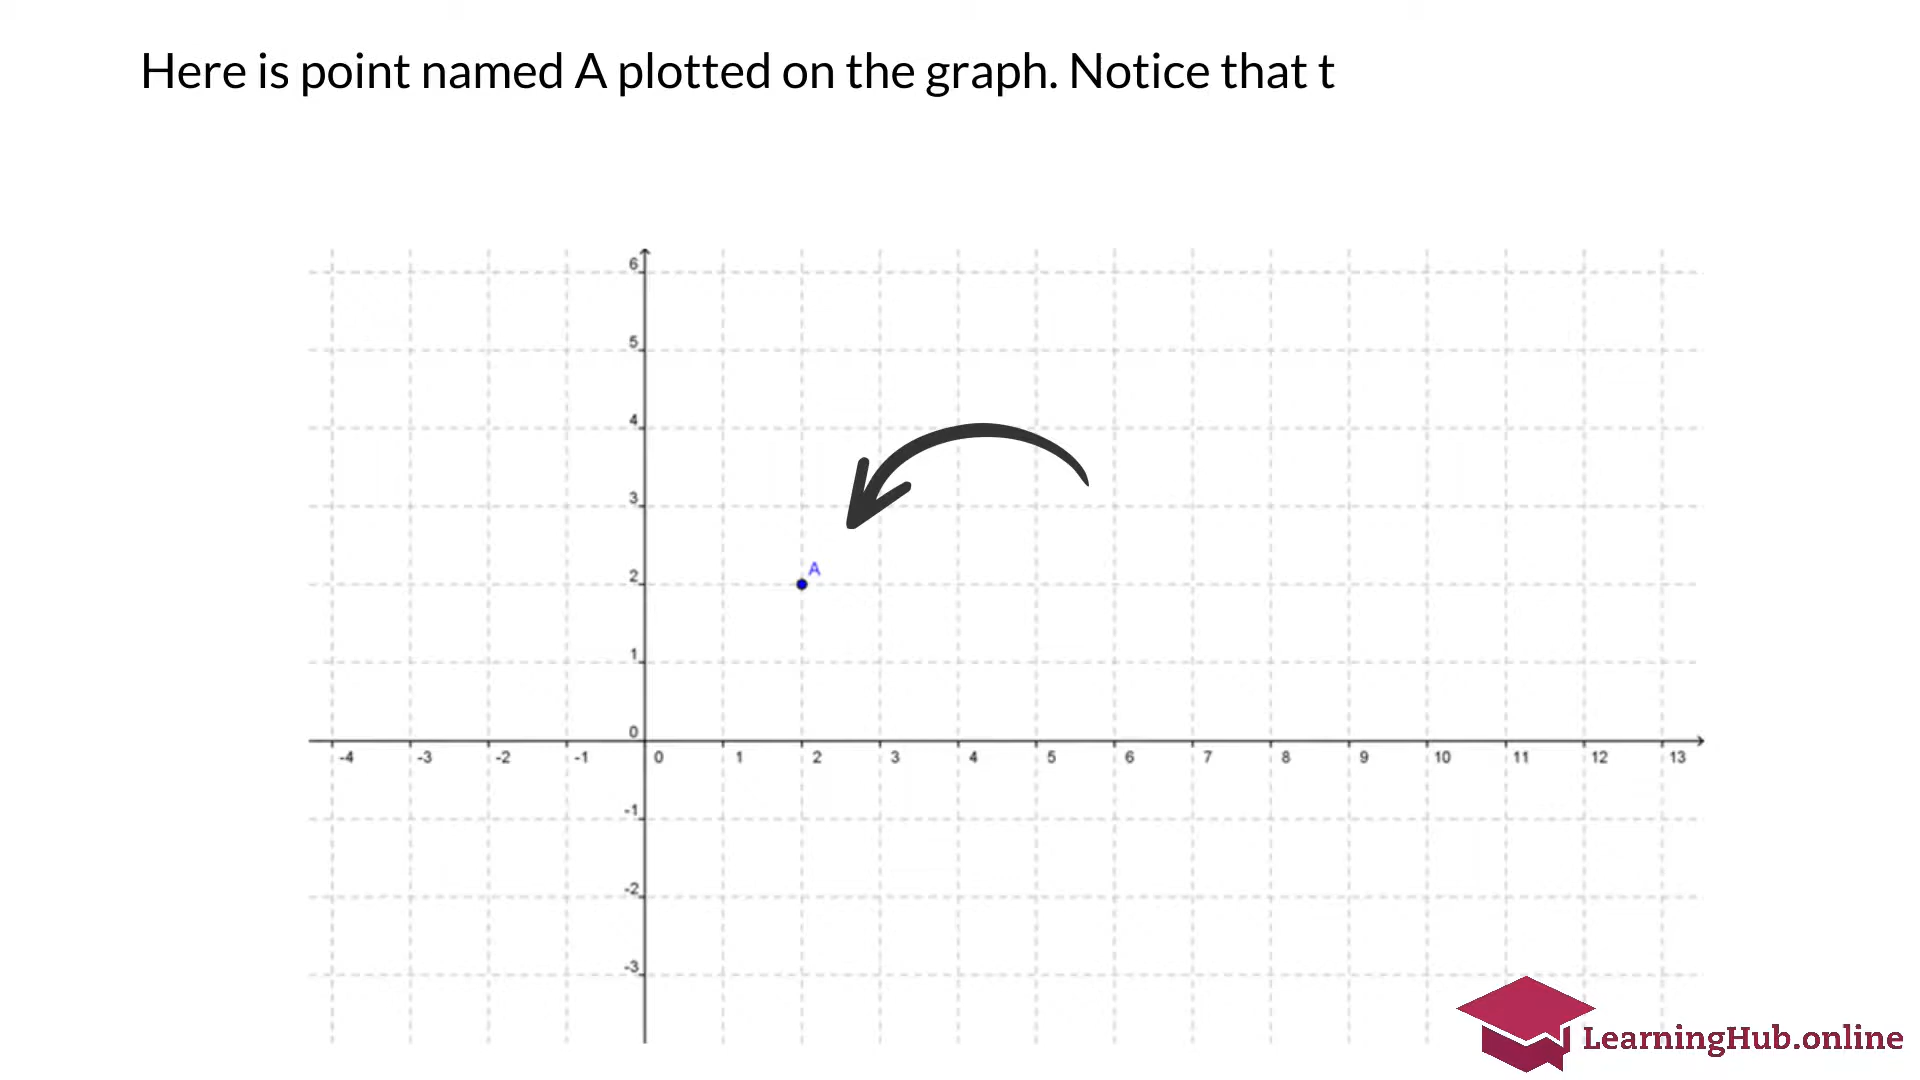 Here is point named A plotted on the graph. Notice that t
6
5
4
3
A
2
1
0
-4 -3 -2 -1 0 1 2 3 4 5 6 7 8 9 10 11 12 13
-1
-2
-3
LearningHub.online